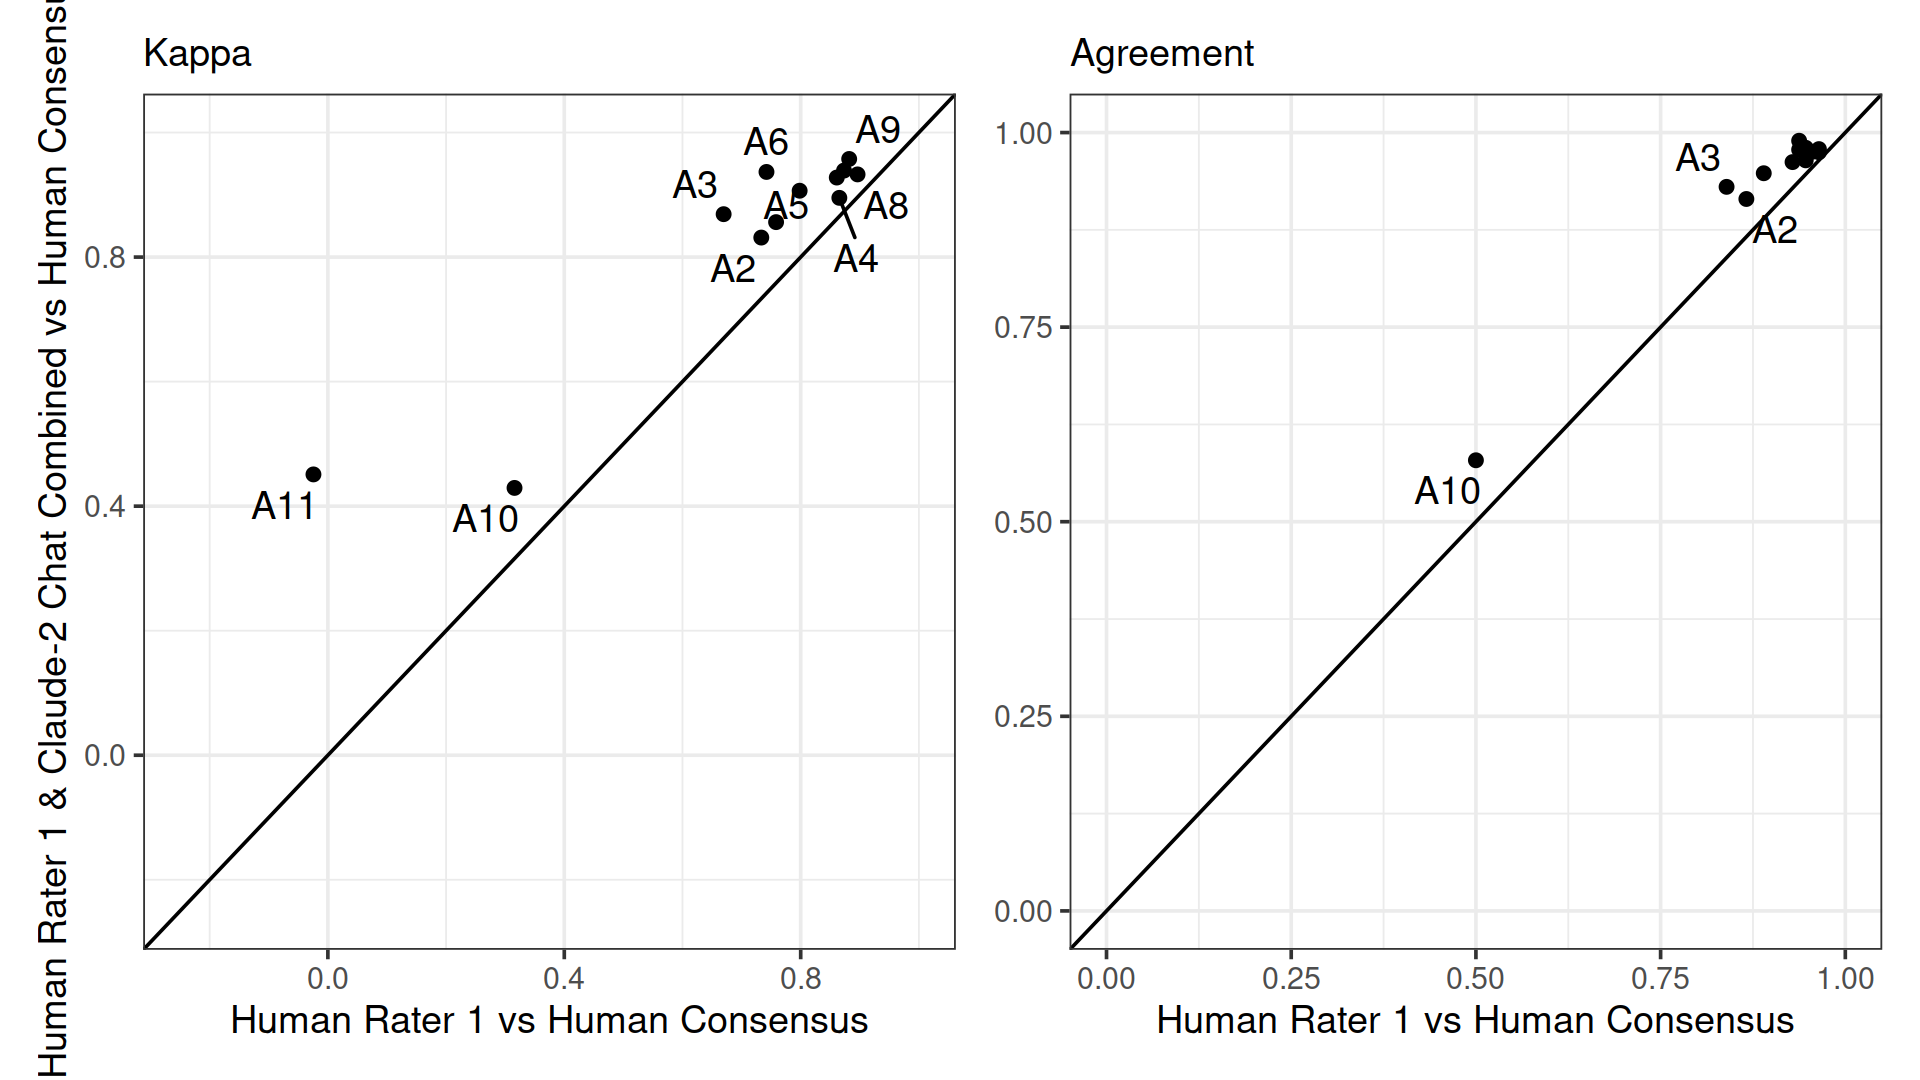 Kappa
Human Rater 1 & Claude-2 Chat Combined vs Human Consensu
0.8
0.4
0.0
A9
A6
A3
A5
A8
A4
A2
A11
A10
0.0 0.4 0.8
Human Rater 1 vs Human Consensus
Agreement
1.00
0.75
0.50
0.25
0.00
A3
A2
A10
0.00 0.25 0.50 0.75 1.00
Human Rater 1 vs Human Consensus